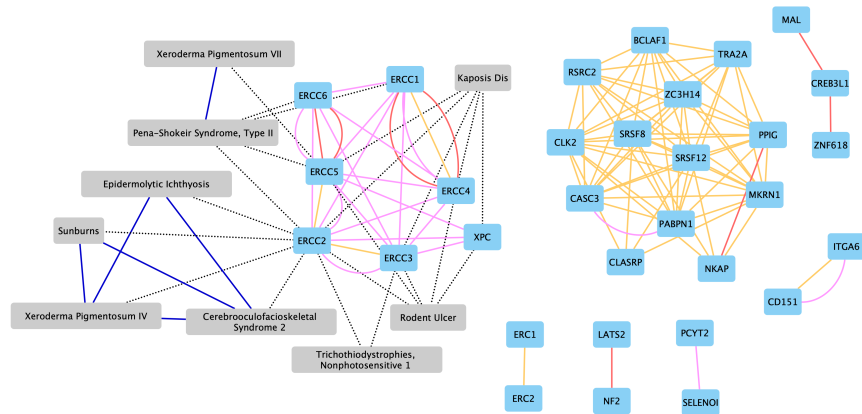 MAL
BCLAF1
TRA2A
Xeroderma Pigmentosum VII
RSRC2
ERCC1
Kaposis Dis
CREB3L1
ERCC6
ZC3H14
Pena-Shokeir Syndrome, Type II
SRSF8
PPIG
CLK2
ZNF618
SRSF12
ERCC5
Epidermolytic Ichthyosis
ERCC4
CASC3
MKRN1
PABPN1
Sunburns
ERCC2
XPC
ITGA6
ERCC3
CLASRP
NKAP
CD151
Xeroderma Pigmentosum IV
Cerebrooculofacioskeletal
Syndrome 2
Rodent Ulcer
ERC1
LATS2
PCYT2
Trichothiodystrophies,
Nonphotosensitive 1
ERC2
NF2
SELENOI